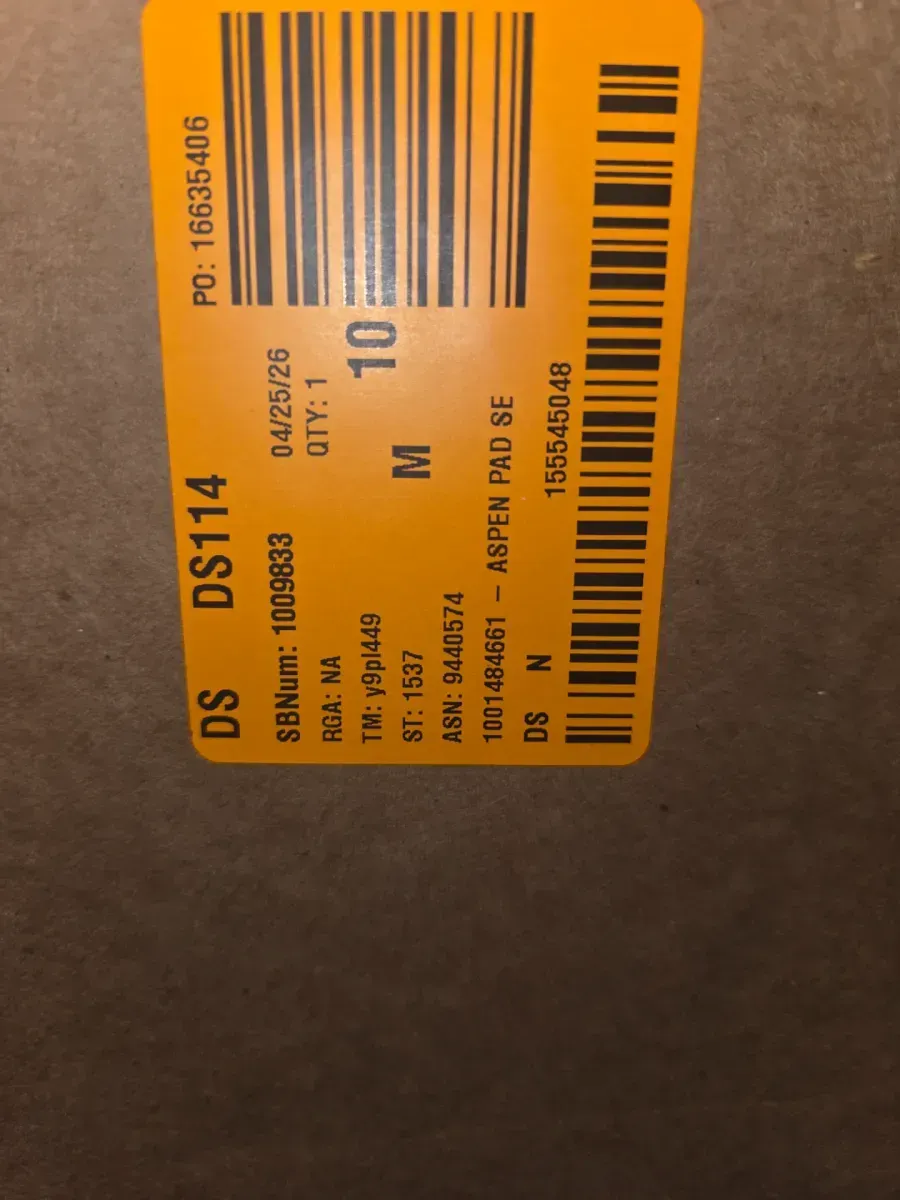 DS DS114 PO: 16635406
SBNum: 1009833 04/25/26
RGA: NA QTY: 1
TM: y9pl449 10
ST: 1537 M
ASN: 9440574
1001484661 – ASPEN PAD SE
DS N 155545048